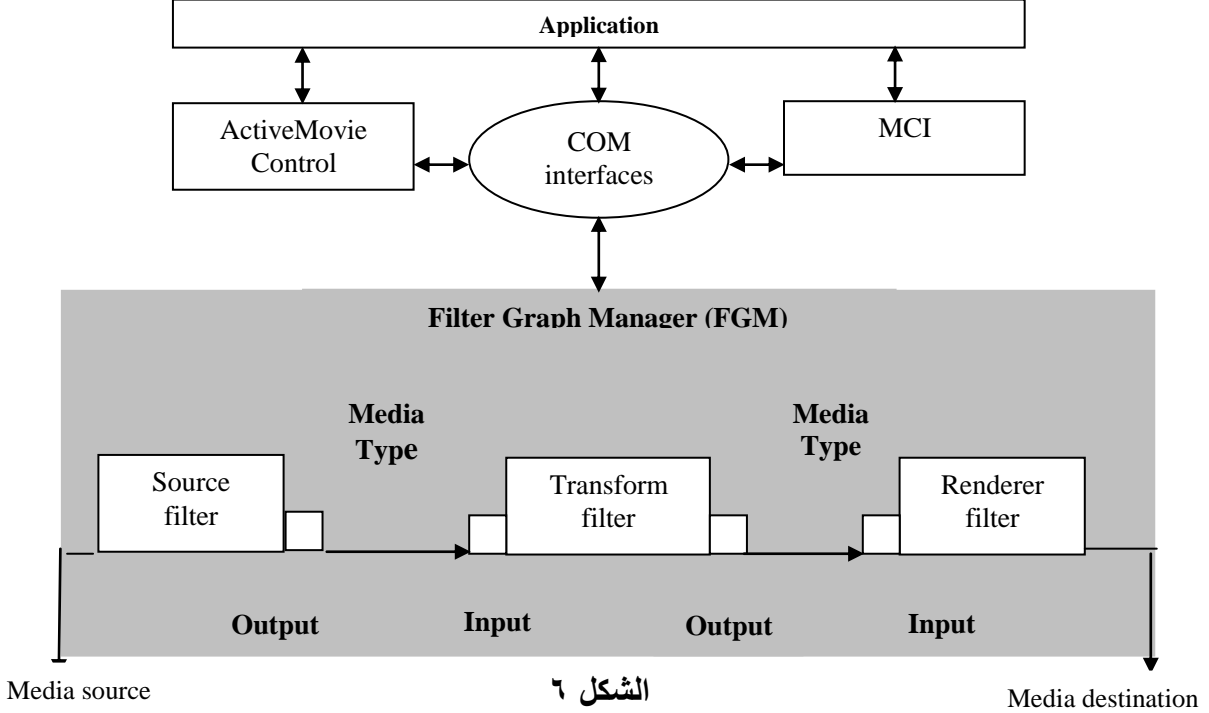 Application
ActiveMovie
Control
COM
interfaces
MCI
Filter Graph Manager (FGM)
Media
Type
Media
Type
Source
filter
Transform
filter
Renderer
filter
Output
Input
Output
Input
Media source
الشكل ٦
Media destination